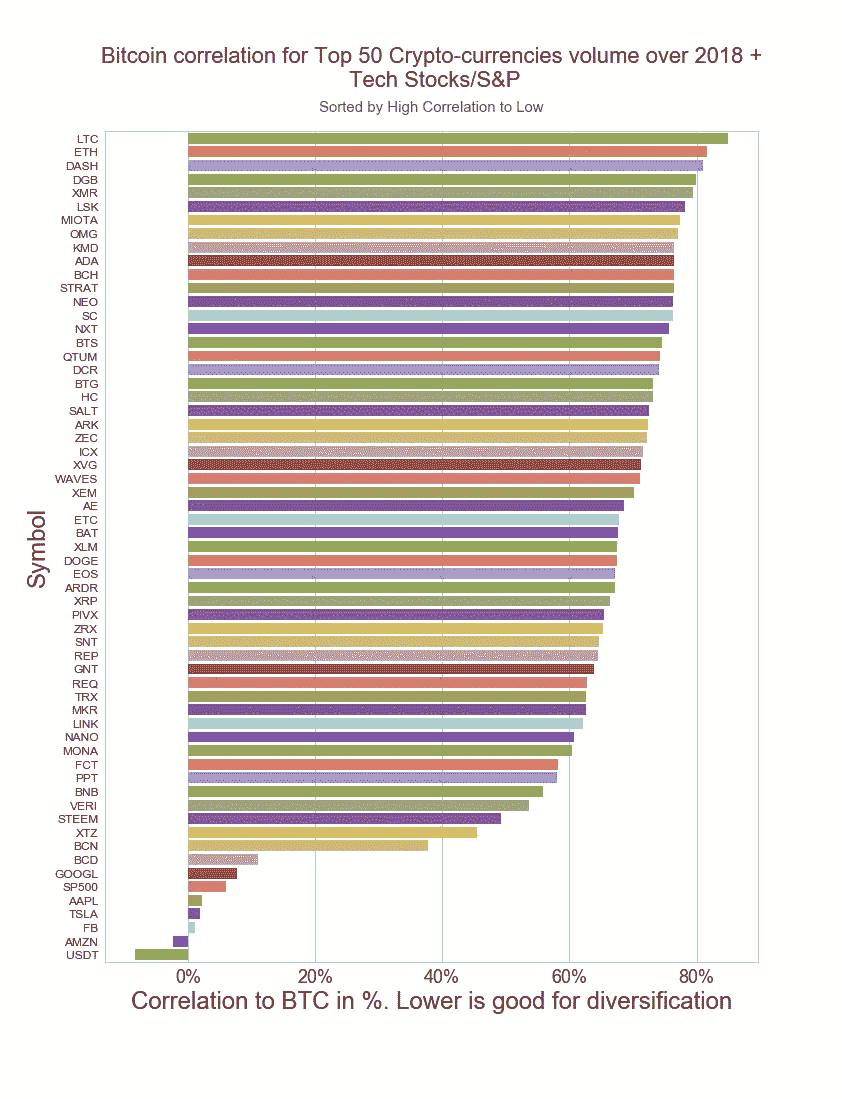 Bitcoin correlation for Top 50 Crypto-currencies volume over 2018 +
Tech Stocks/S&P
Sorted by High Correlation to Low
LTC
ETH
DASH
DGB
XMR
LSK
MIOTA
OMG
KMD
ADA
BCH
STRAT
NEO
SC
NXT
BTS
QTUM
DCR
BTG
HC
SALT
ARK
ZEC
ICX
XVG
WAVES
XEM
AE
ETC
BAT
XLM
DOGE
EOS
ARDR
XRP
PIVX
ZRX
SNT
REP
GNT
REQ
TRX
MKR
LINK
NANO
MONA
FCT
PPT
BNB
VERI
STEEM
XTZ
BCN
BCD
GOOGL
SP500
AAPL
TSLA
FB
AMZN
USDT
Symbol
0% 20% 40% 60% 80%
Correlation to BTC in %. Lower is good for diversification